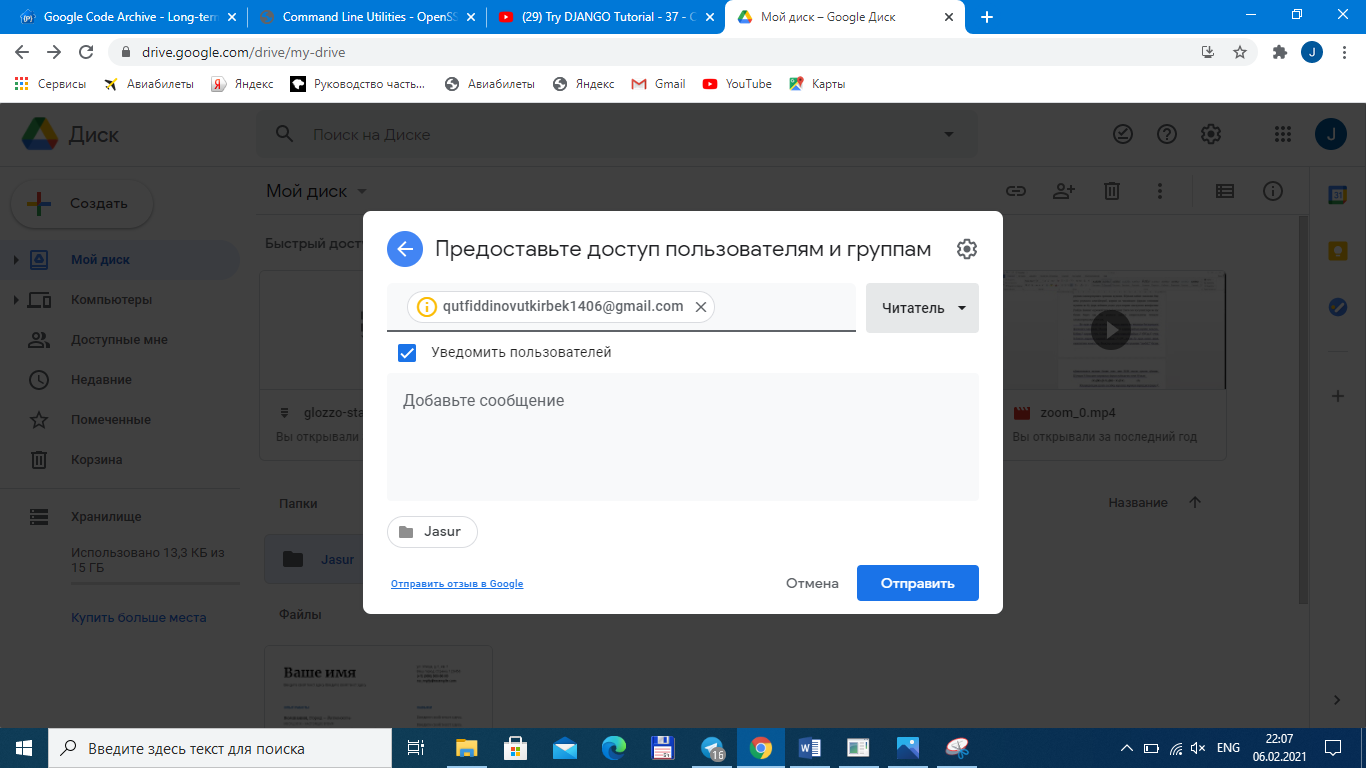 Google Code Archive - Long-ter
Command Line Utilities - OpenSS
(29) Try DJANGO Tutorial - 37 - C
Мой диск – Google Диск
drive.google.com/drive/my-drive
J
Сервисы
Авиабилеты
Яндекс
Руководство часть...
Авиабилеты
Яндекс
Gmail
YouTube
Карты
Диск
Поиск на Диске
J
Создать
Мой диск
31
Быстрый дост
Предоставьте доступ пользователям и группам
Мой диск
Компьютеры
Доступные мне
Недавние
Помеченные
Корзина
qutfiddinovutkirbek1406@gmail.com
Читатель
Уведомить пользователей
Добавьте сообщение
glozzo-sta
Вы открывали
zoom_0.mp4
Вы открывали за последний год
Папки
Название
Хранилище
Использовано 13,3 КБ из
15 ГБ
Купить больше места
Jasur
Jasur
Отправить отзыв в Google
Отмена
Отправить
Файлы
Ваше имя
Введите здесь текст для поиска
16
ENG
22:07
06.02.2021